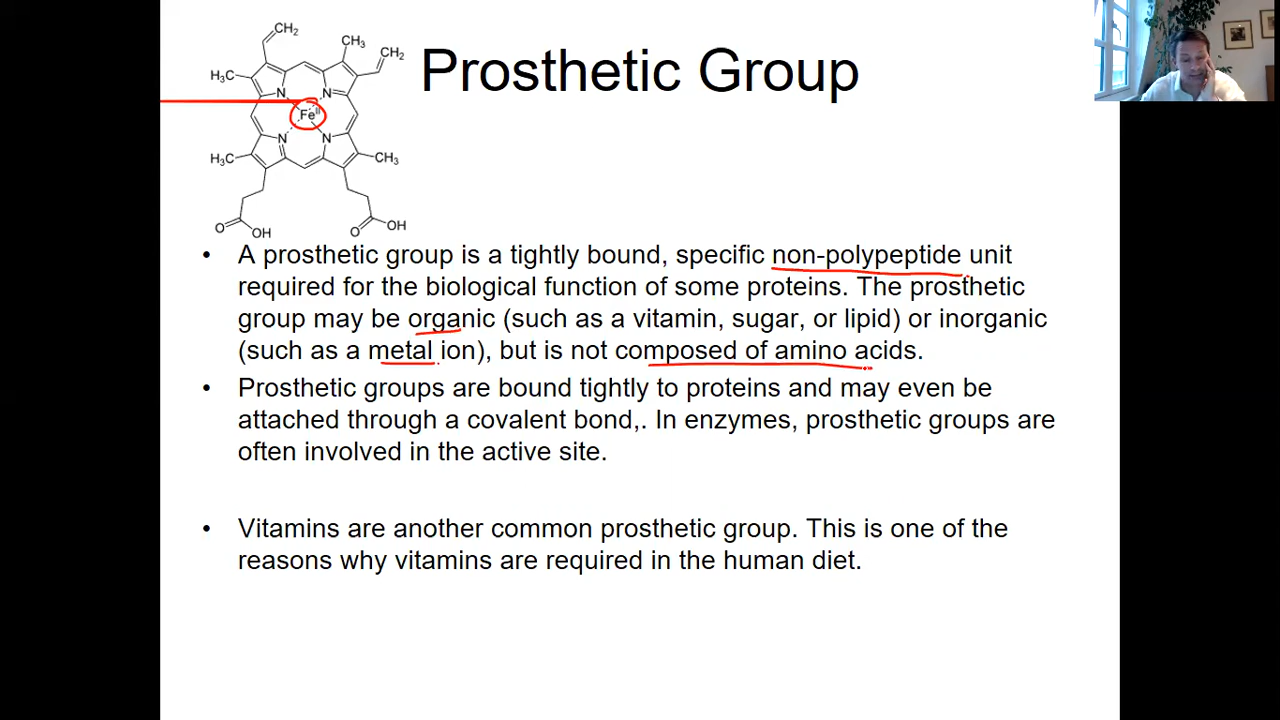 CH₂
CH₃
CH₂
H₃C
N N
Feᴵᴵ
N N
H₃C CH₃
O OH O OH
Prosthetic Group
• A prosthetic group is a tightly bound, specific non-polypeptide unit
required for the biological function of some proteins. The prosthetic
group may be organic (such as a vitamin, sugar, or lipid) or inorganic
(such as a metal ion), but is not composed of amino acids.
• Prosthetic groups are bound tightly to proteins and may even be
attached through a covalent bond,. In enzymes, prosthetic groups are
often involved in the active site.
• Vitamins are another common prosthetic group. This is one of the
reasons why vitamins are required in the human diet.